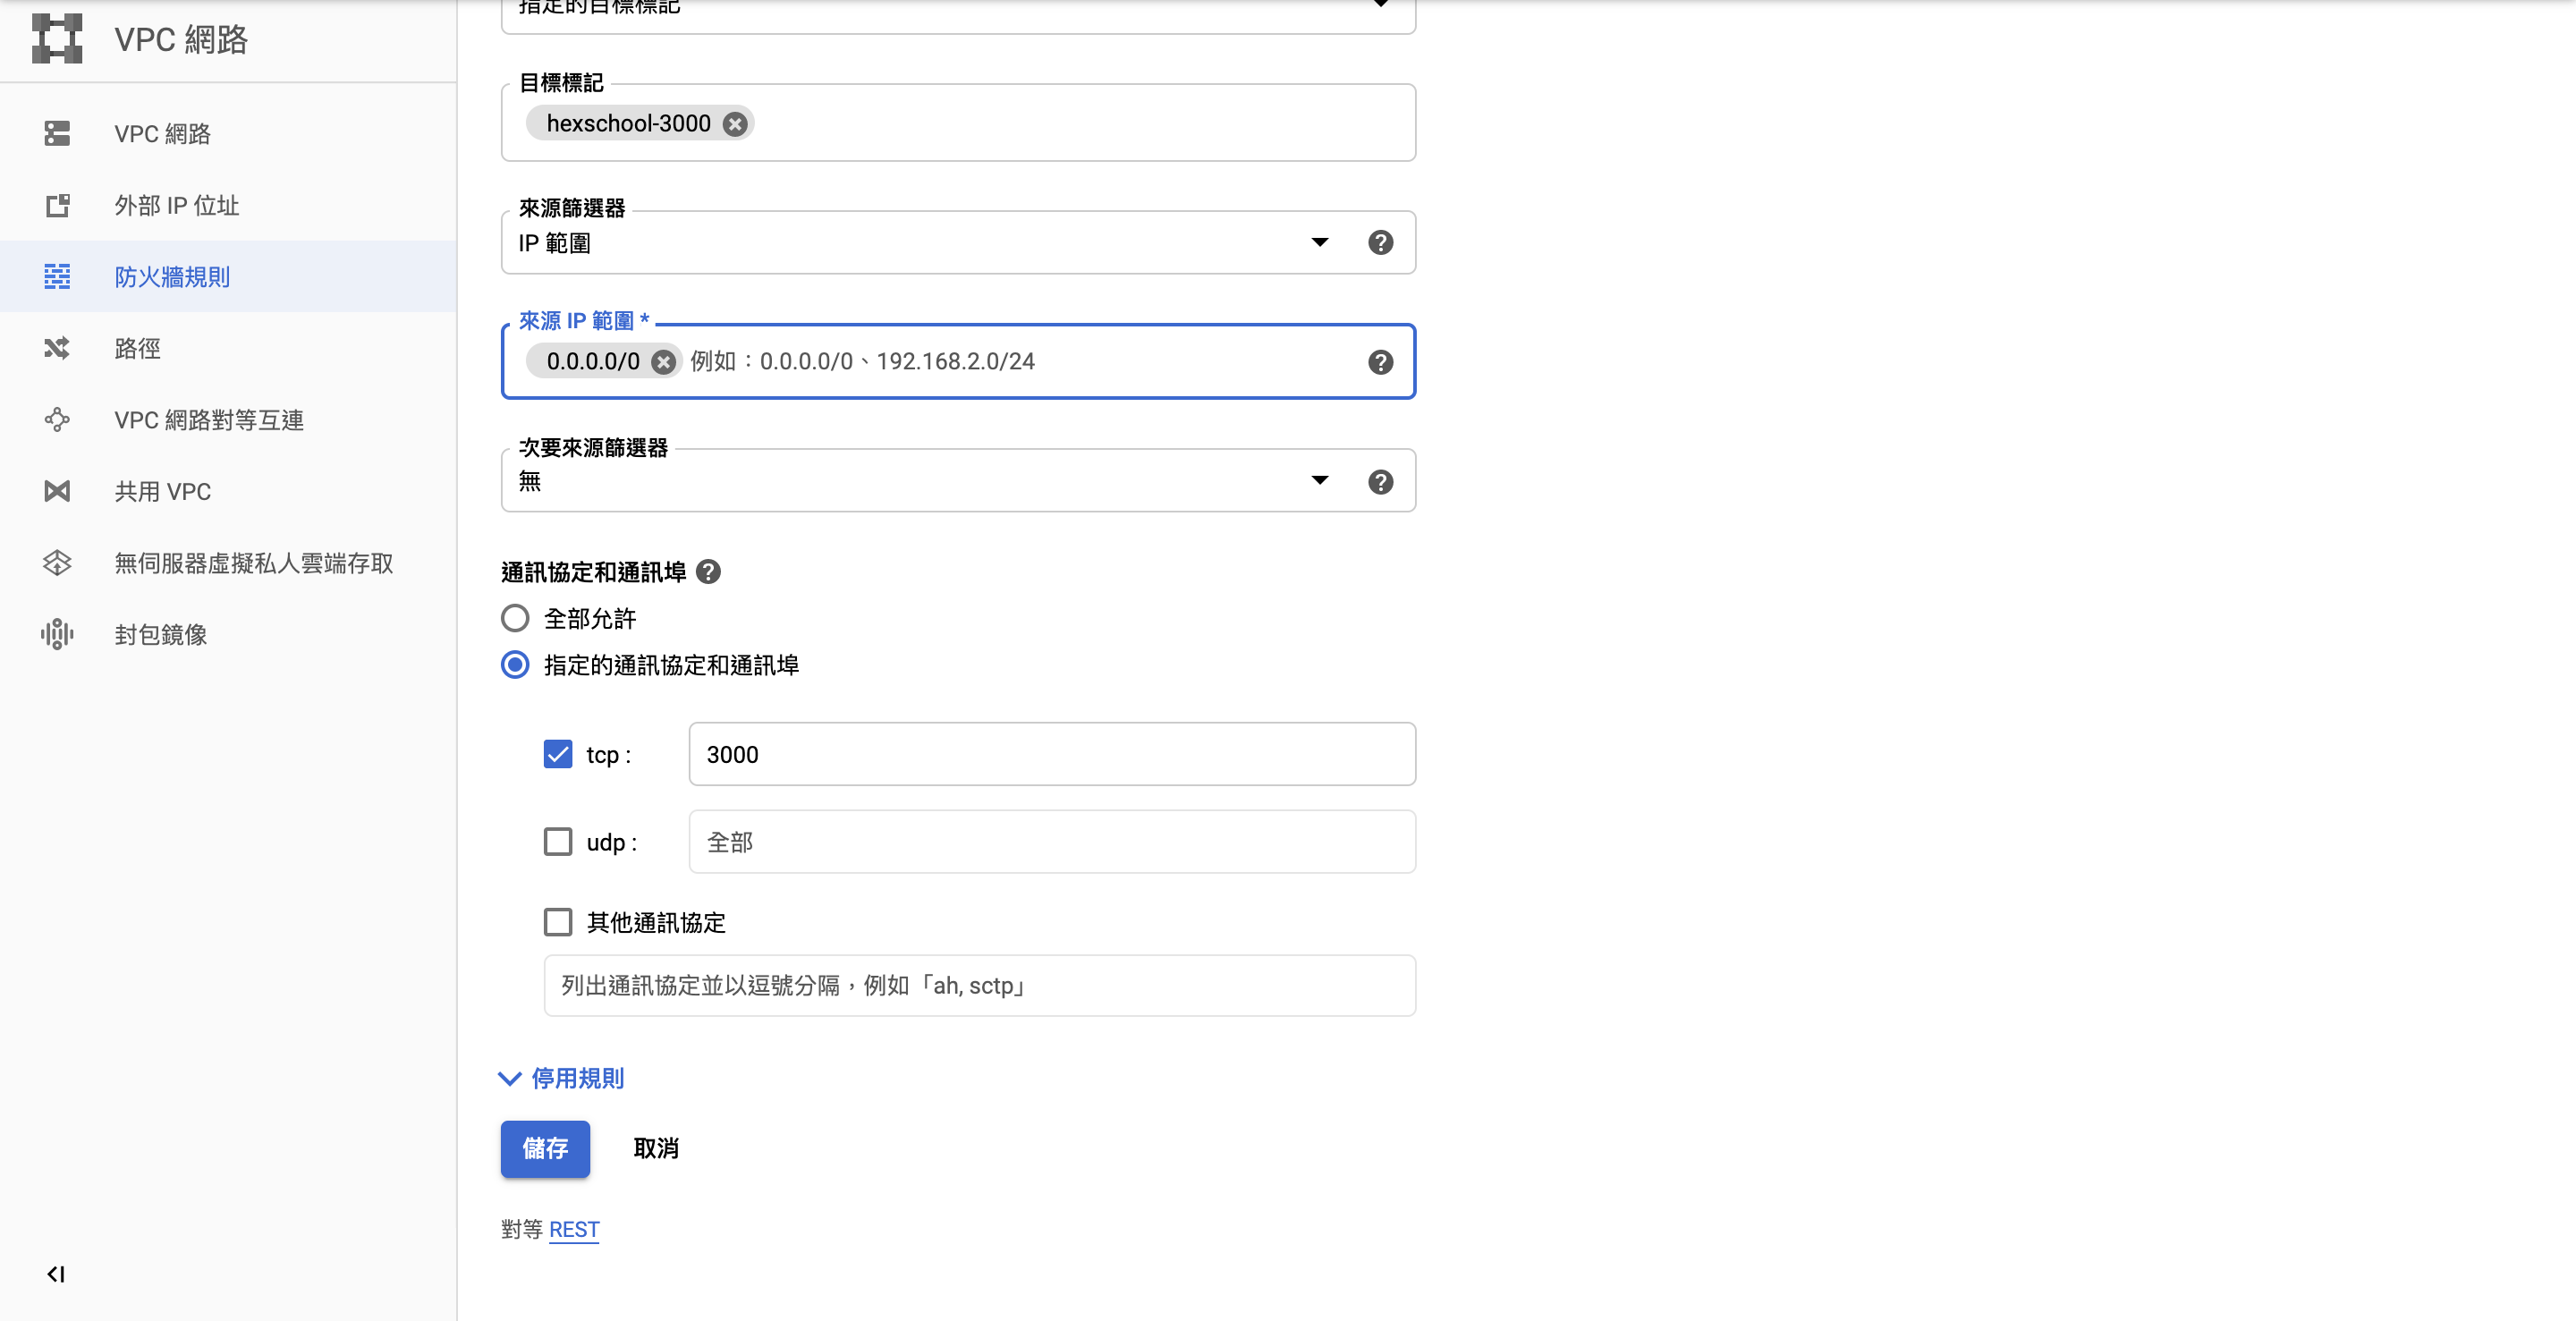 VPC 網路
VPC 網路
外部 IP 位址
防火牆規則
路徑
VPC 網路對等互連
共用 VPC
無伺服器虛擬私人雲端存取
封包鏡像
指定的目標標記
目標標記
hexschool-3000
來源篩選器
IP 範圍
來源 IP 範圍 *
0.0.0.0/0 例如：0.0.0.0/0、192.168.2.0/24
次要來源篩選器
無
通訊協定和通訊埠
全部允許
指定的通訊協定和通訊埠
tcp : 3000
udp : 全部
其他通訊協定
列出通訊協定並以逗號分隔，例如「ah, sctp」
停用規則
儲存 取消
對等 REST